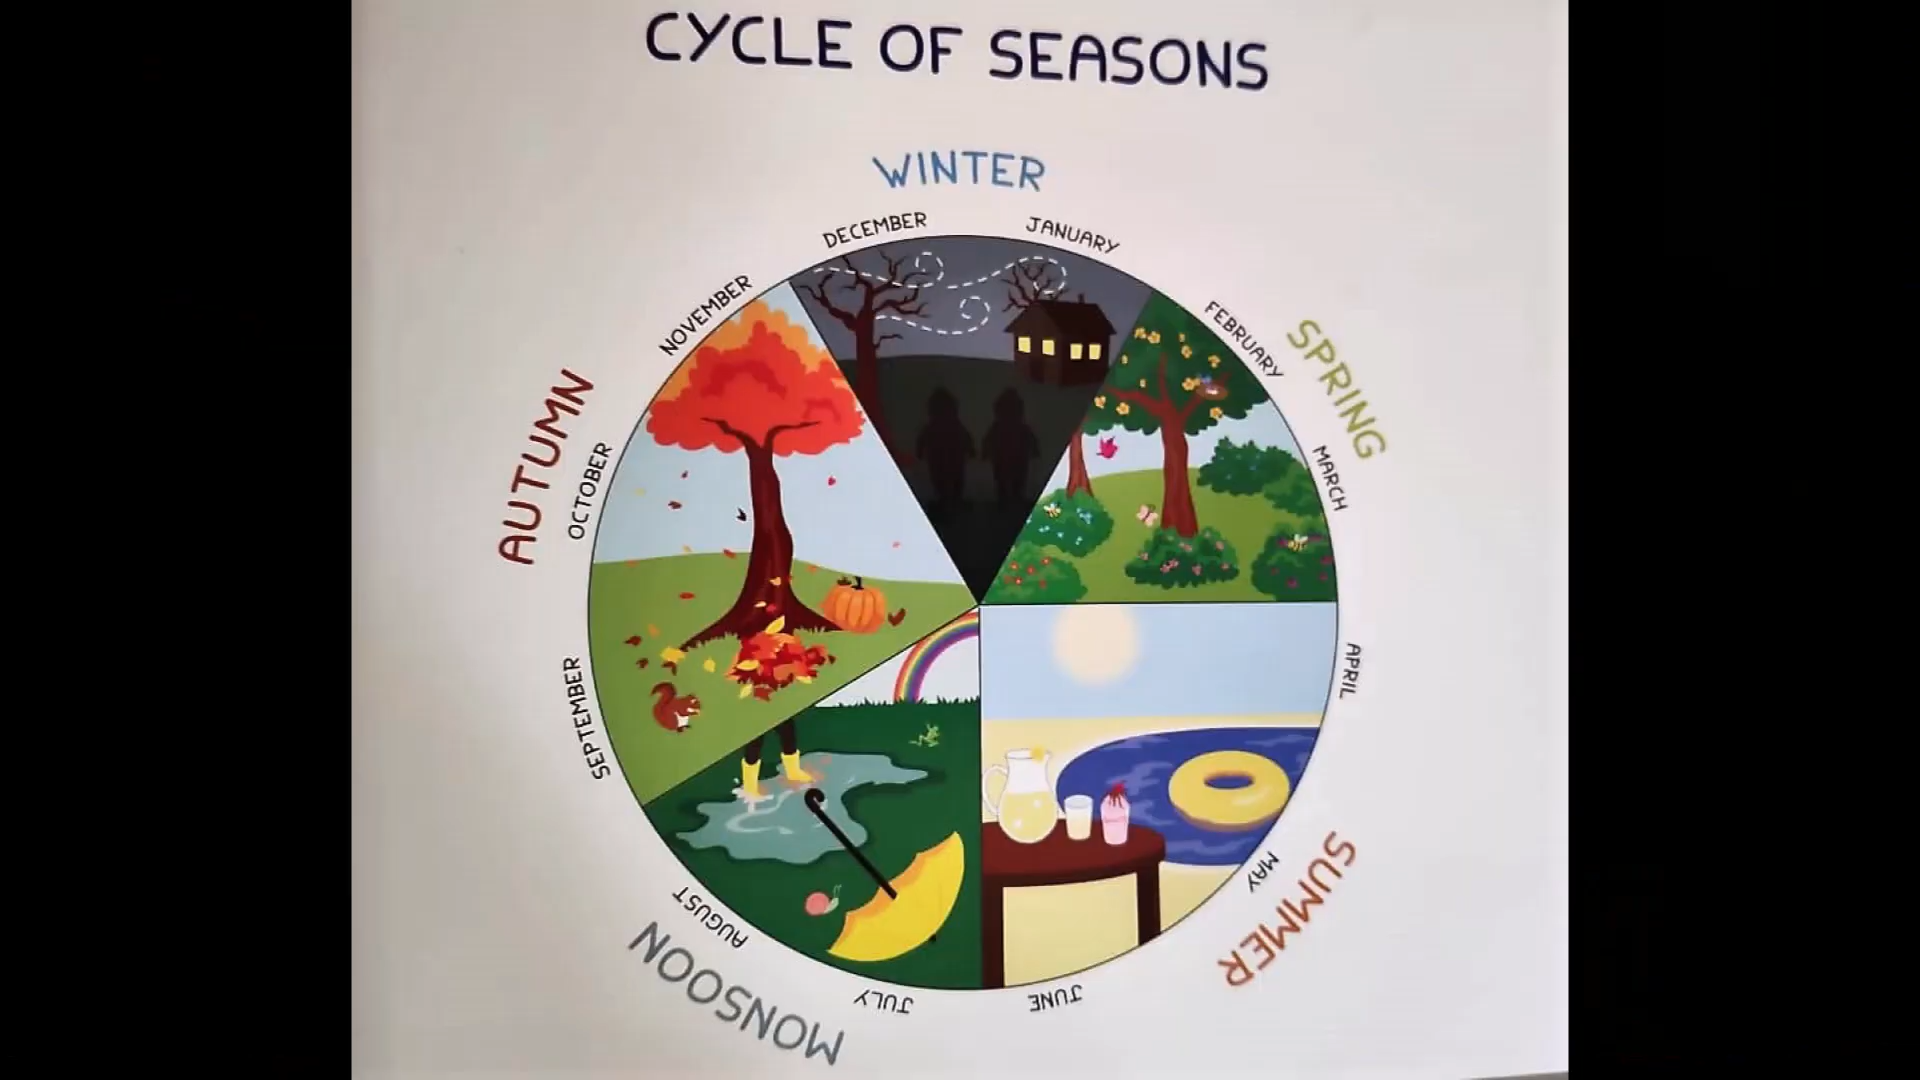 CYCLE OF SEASONS
WINTER
DECEMBER
JANUARY
FEBRUARY
SPRING
MARCH
APRIL
MAY
SUMMER
JUNE
JULY
MONSOON
AUGUST
SEPTEMBER
OCTOBER
AUTUMN
NOVEMBER